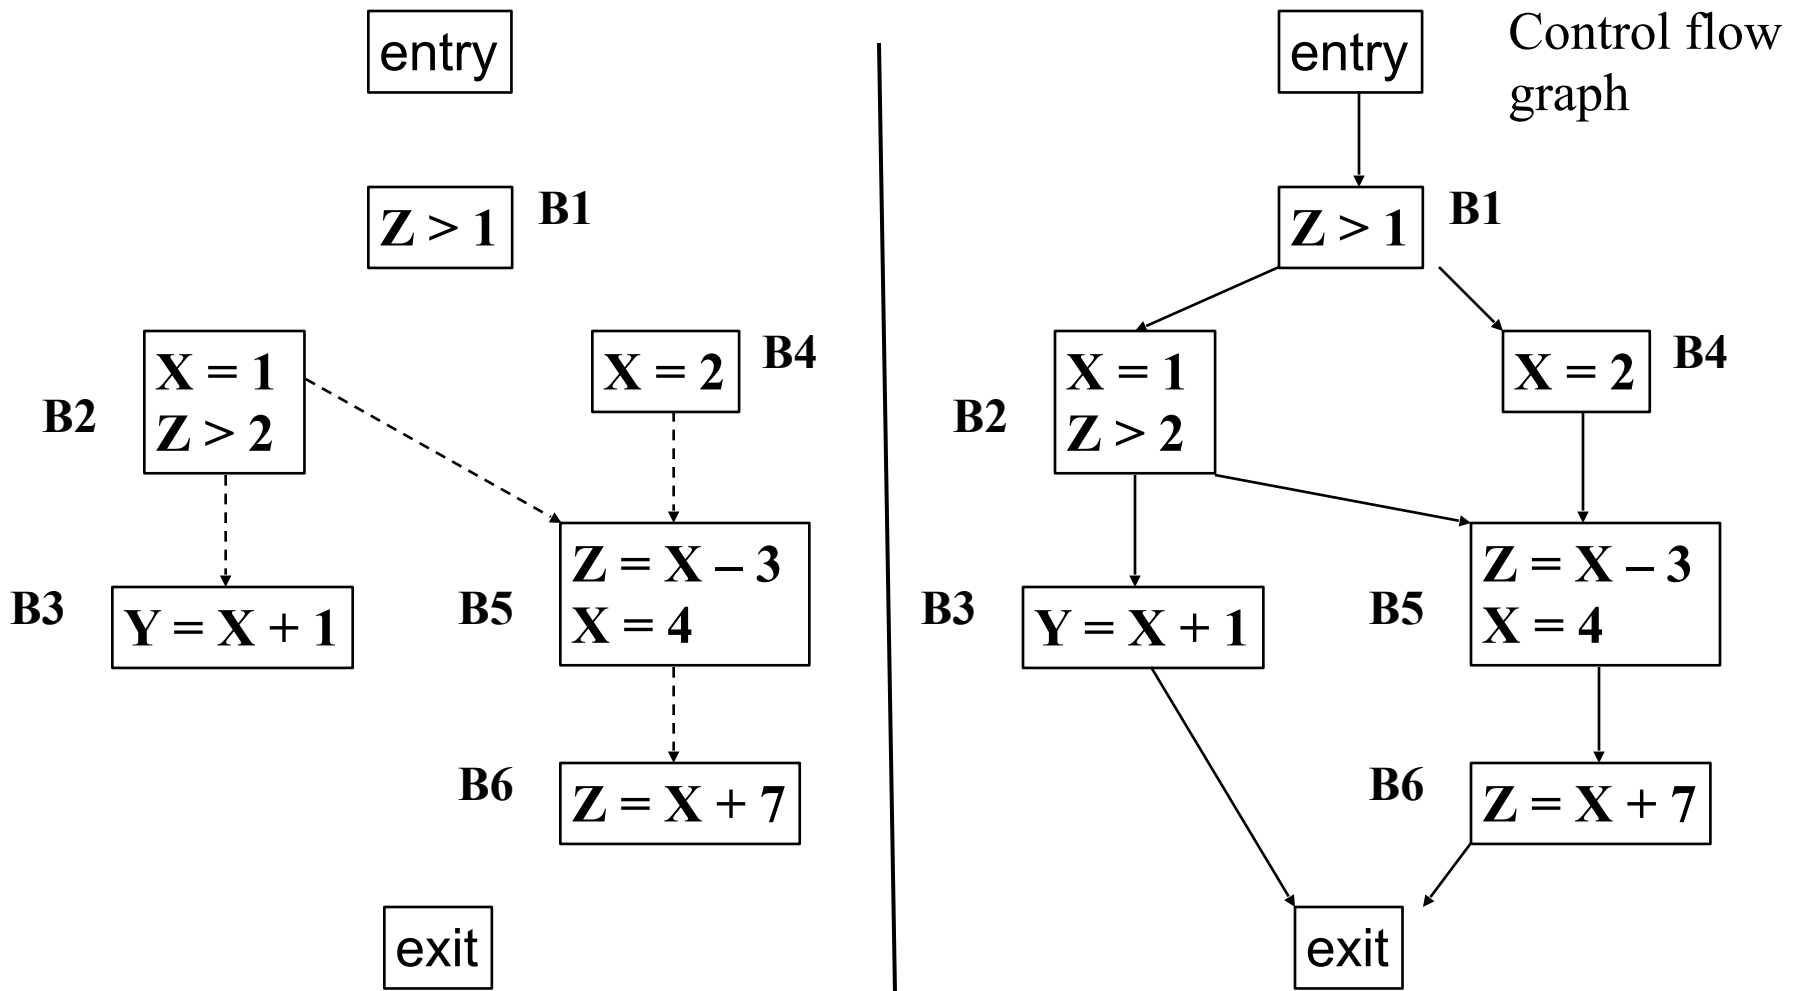 entry
Z > 1
B1
X = 1
Z > 2
B2
X = 2
B4
B3
Y = X + 1
B5
Z = X – 3
X = 4
B6
Z = X + 7
exit
Control flow
graph
entry
Z > 1
B1
X = 1
Z > 2
B2
X = 2
B4
B3
Y = X + 1
B5
Z = X – 3
X = 4
B6
Z = X + 7
exit